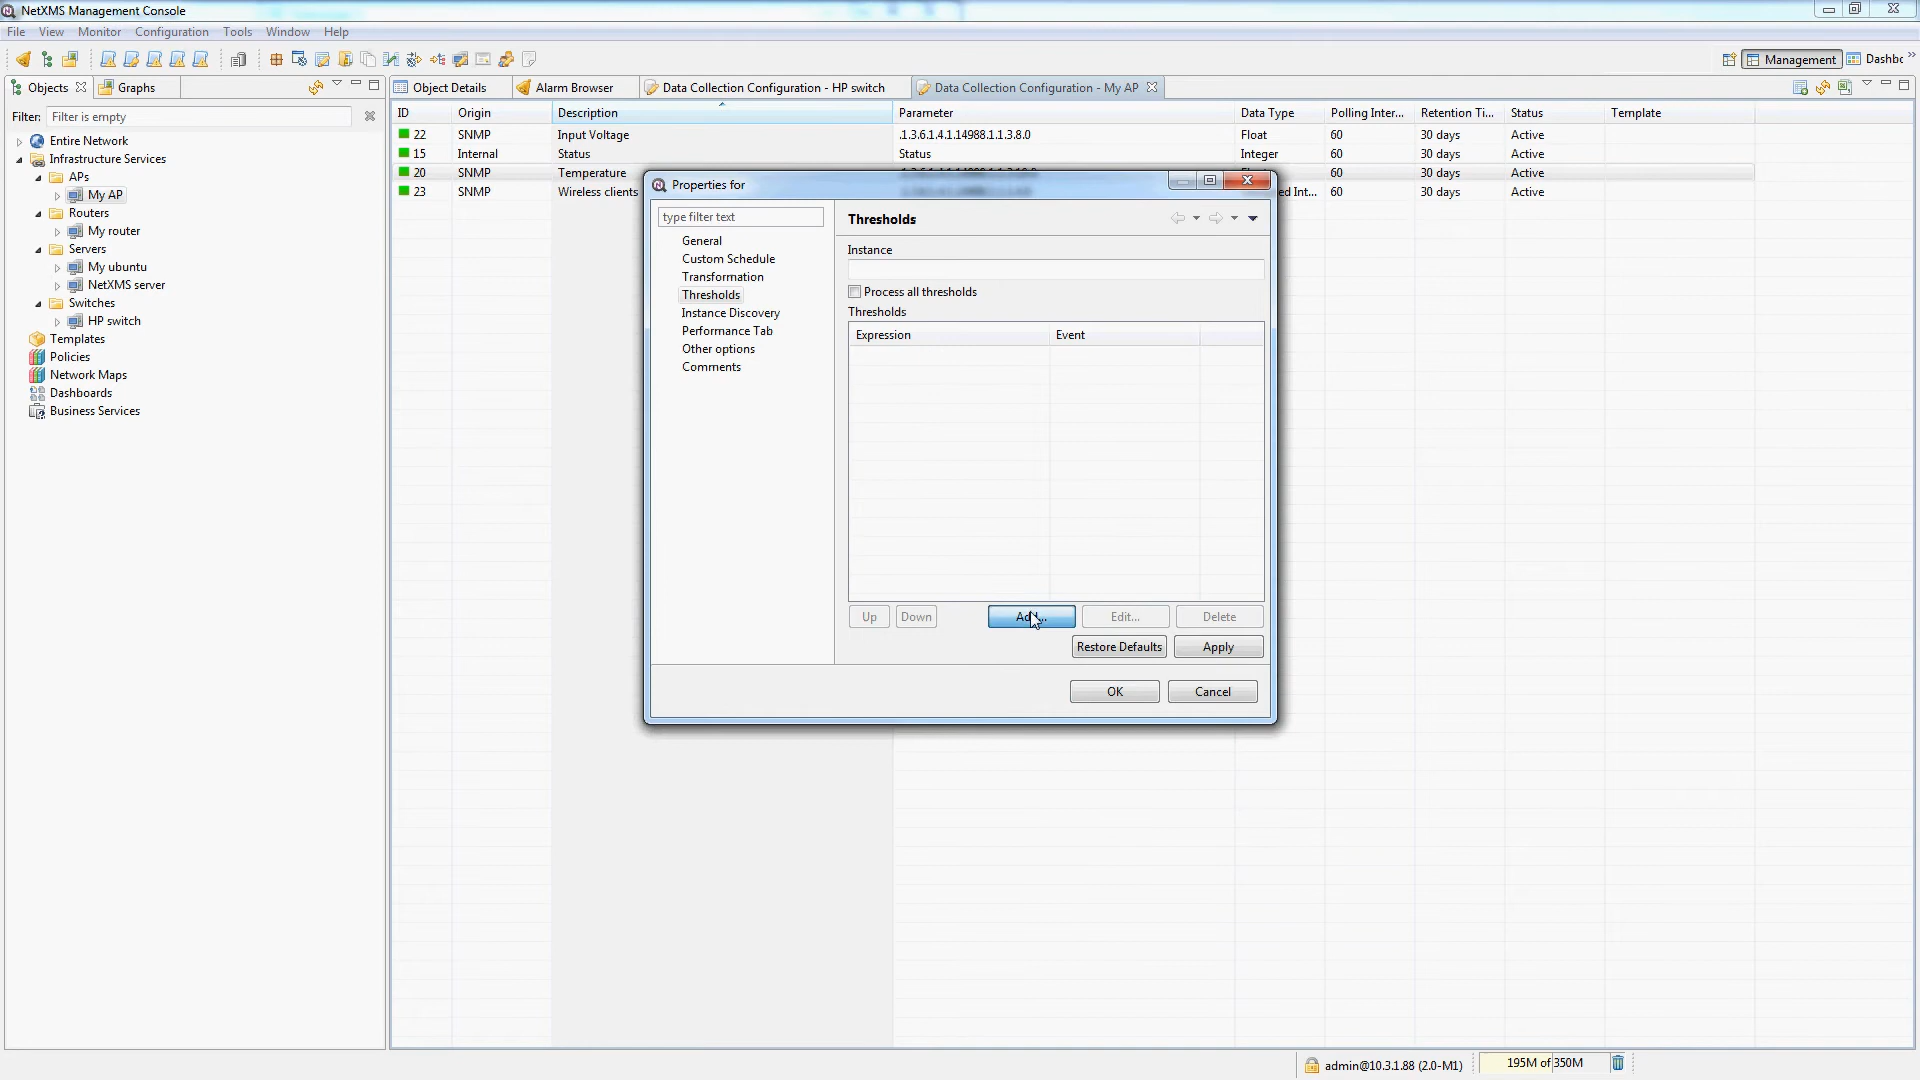 NetXMS Management Console
File View Monitor Configuration Tools Window Help
Management Dashbc
Objects Graphs
Object Details Alarm Browser Data Collection Configuration - HP switch Data Collection Configuration - My AP
Filter: Filter is empty
ID Origin Description Parameter Data Type Polling Inter... Retention Ti... Status Template
22 SNMP Input Voltage .1.3.6.1.4.1.14988.1.1.3.8.0 Float 60 30 days Active
15 Internal Status Status Integer 60 30 days Active
20 SNMP Temperature 60 30 days Active
23 SNMP Wireless clients ed Int... 60 30 days Active
Entire Network
Infrastructure Services
APs
My AP
Routers
My router
Servers
My ubuntu
NetXMS server
Switches
HP switch
Templates
Policies
Network Maps
Dashboards
Business Services
Properties for
type filter text
General
Custom Schedule
Transformation
Thresholds
Instance Discovery
Performance Tab
Other options
Comments
Thresholds
Instance
Process all thresholds
Thresholds
Expression Event
Up Down Edit... Delete
Restore Defaults Apply
OK Cancel
admin@10.3.1.88 (2.0-M1) 195M of 350M